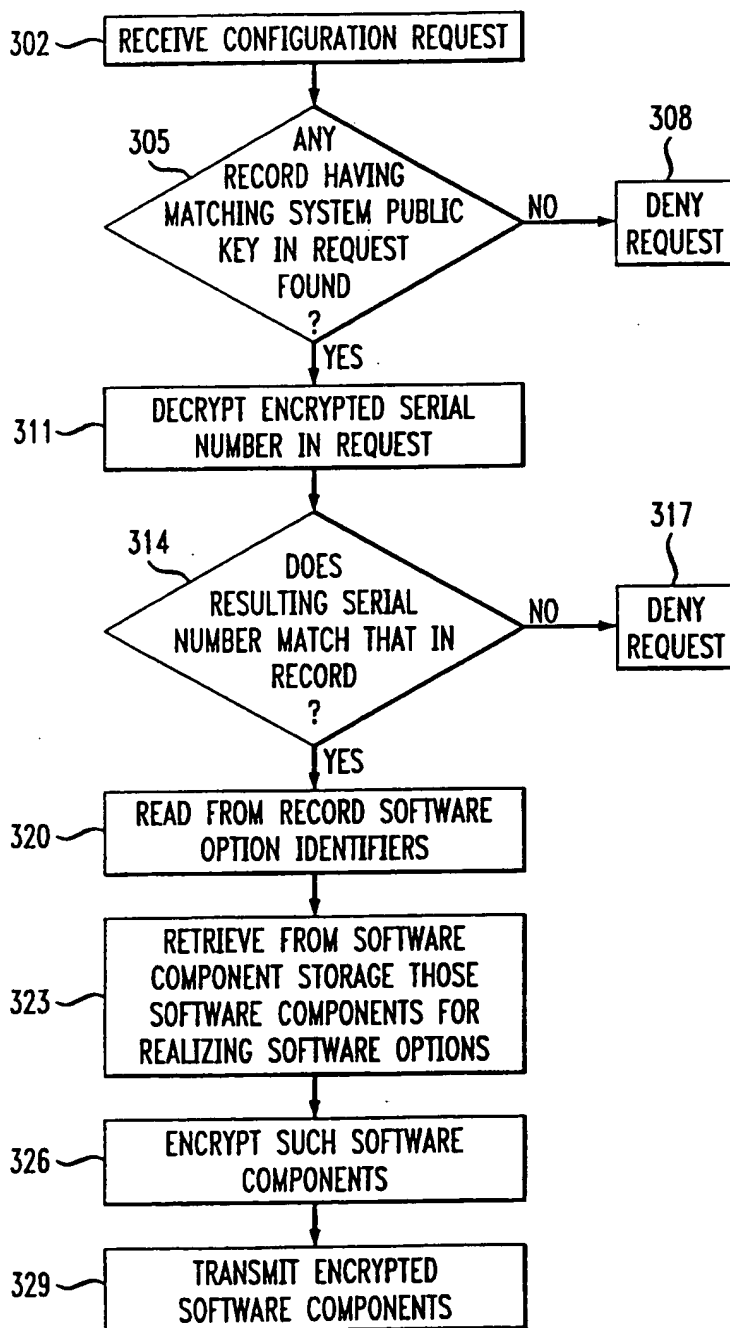 302
RECEIVE CONFIGURATION REQUEST
305
ANY
RECORD HAVING
MATCHING SYSTEM PUBLIC
KEY IN REQUEST
FOUND
?
NO
308
DENY
REQUEST
YES
311
DECRYPT ENCRYPTED SERIAL
NUMBER IN REQUEST
314
DOES
RESULTING SERIAL
NUMBER MATCH THAT IN
RECORD
?
NO
317
DENY
REQUEST
YES
320
READ FROM RECORD SOFTWARE
OPTION IDENTIFIERS
323
RETRIEVE FROM SOFTWARE
COMPONENT STORAGE THOSE
SOFTWARE COMPONENTS FOR
REALIZING SOFTWARE OPTIONS
326
ENCRYPT SUCH SOFTWARE
COMPONENTS
329
TRANSMIT ENCRYPTED
SOFTWARE COMPONENTS